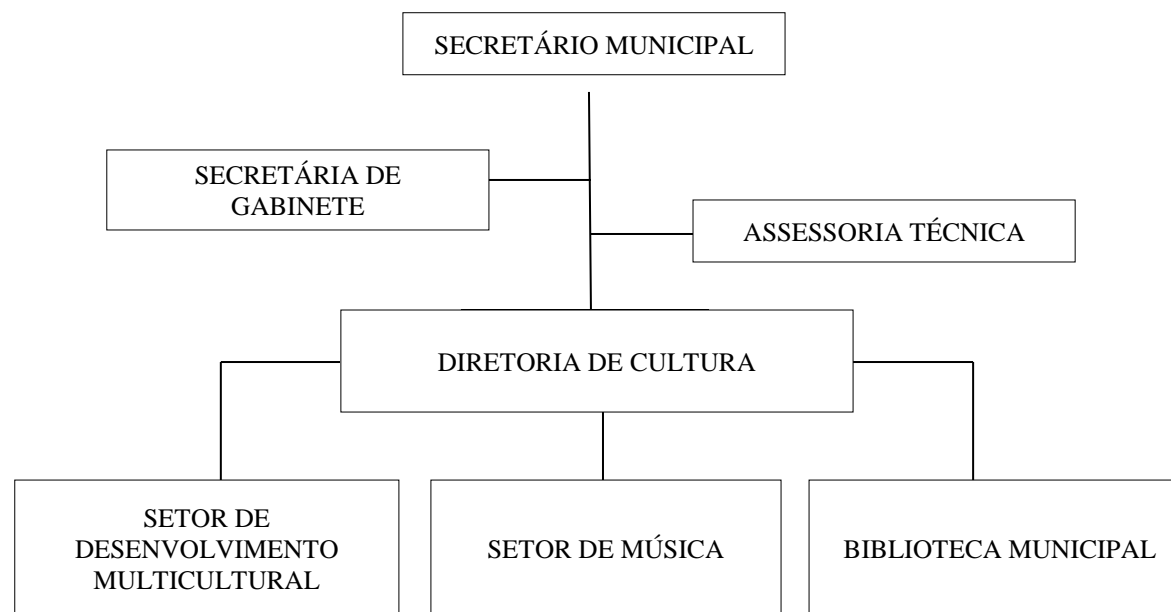 SECRETÁRIO MUNICIPAL
SECRETÁRIA DE
GABINETE
ASSESSORIA TÉCNICA
DIRETORIA DE CULTURA
SETOR DE
DESENVOLVIMENTO
MULTICULTURAL
SETOR DE MÚSICA
BIBLIOTECA MUNICIPAL